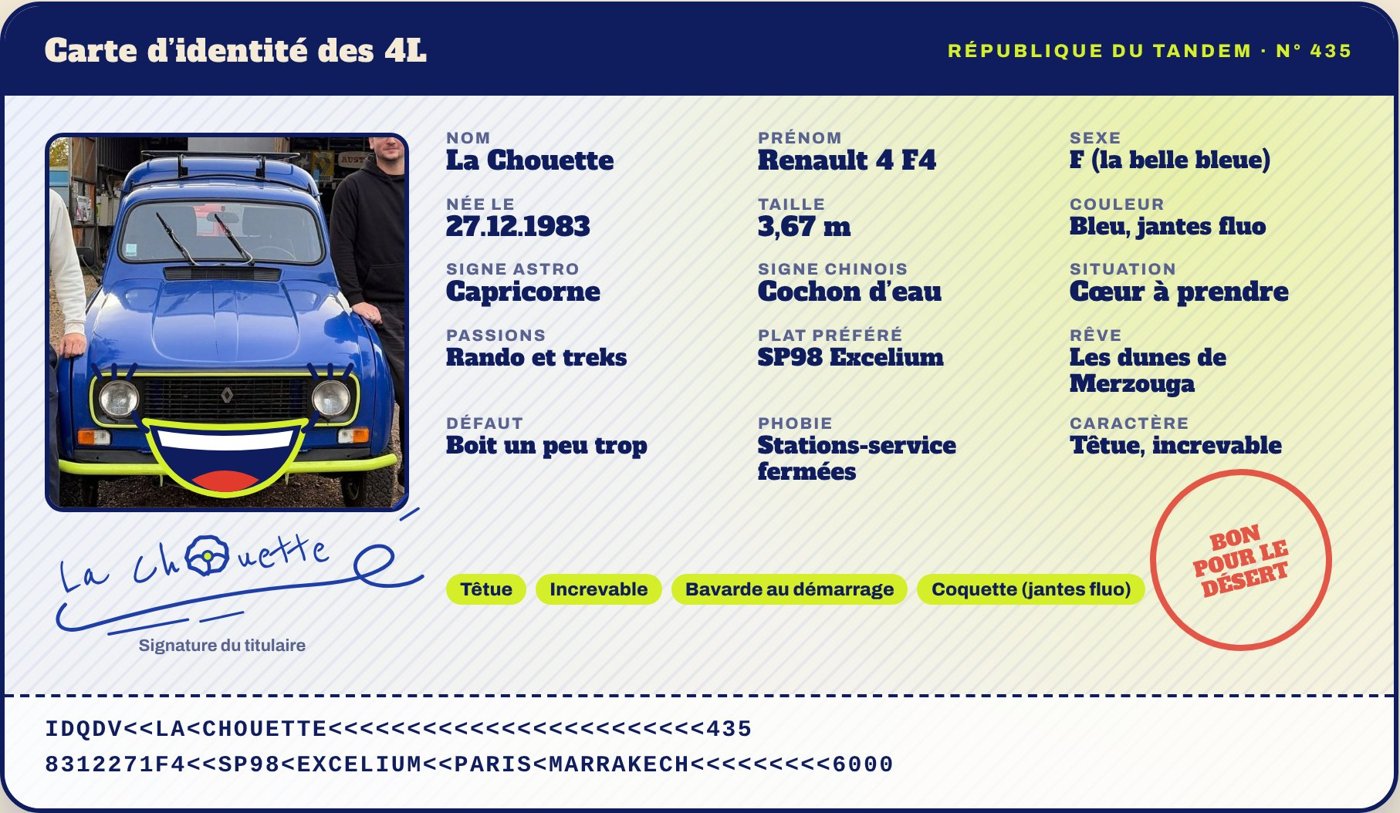 Carte d’identité des 4L
RÉPUBLIQUE DU TANDEM · N° 435
AUST
NOM
La Chouette
PRÉNOM
Renault 4 F4
SEXE
F (la belle bleue)
NÉE LE
27.12.1983
TAILLE
3,67 m
COULEUR
Bleu, jantes fluo
SIGNE ASTRO
Capricorne
SIGNE CHINOIS
Cochon d’eau
SITUATION
Cœur à prendre
PASSIONS
Rando et treks
PLAT PRÉFÉRÉ
SP98 Excelium
RÊVE
Les dunes de
Merzouga
DÉFAUT
Boit un peu trop
PHOBIE
Stations-service
fermées
CARACTÈRE
Têtue, increvable
La chouette
Signature du titulaire
Têtue
Increvable
Bavarde au démarrage
Coquette (jantes fluo)
BON
POUR LE
DÉSERT
IDQDV<<LA<CHOUETTE<<<<<<<<<<<<<<<<<<<<<<<<435
8312271F4<<SP98<EXCELIUM<<PARIS<MARRAKECH<<<<<<<<<6000